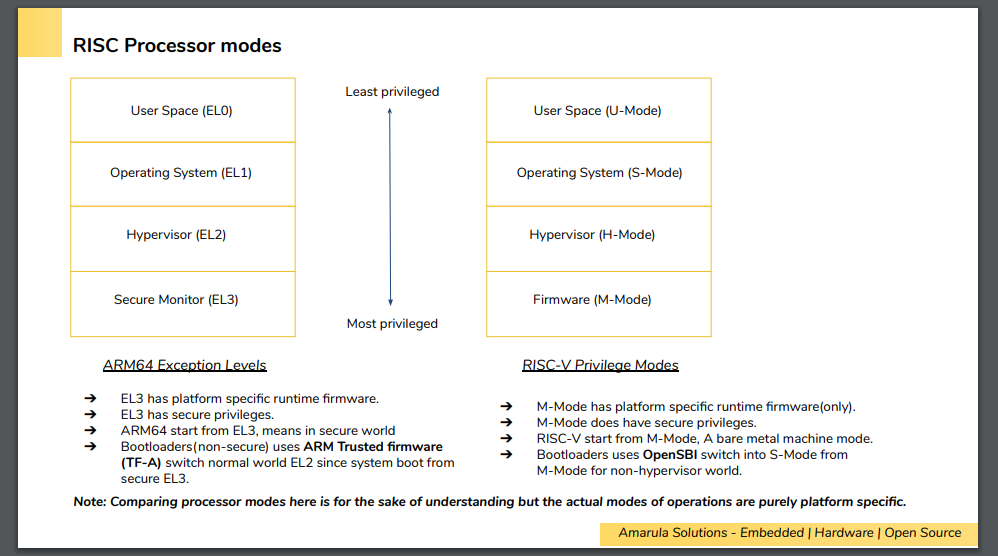 RISC Processor modes
User Space (EL0)
Operating System (EL1)
Hypervisor (EL2)
Secure Monitor (EL3)
Least privileged
Most privileged
User Space (U-Mode)
Operating System (S-Mode)
Hypervisor (H-Mode)
Firmware (M-Mode)
ARM64 Exception Levels
➔ EL3 has platform specific runtime firmware.
➔ EL3 has secure privileges.
➔ ARM64 start from EL3, means in secure world
➔ Bootloaders(non-secure) uses ARM Trusted firmware
(TF-A) switch normal world EL2 since system boot from
secure EL3.
RISC-V Privilege Modes
➔ M-Mode has platform specific runtime firmware(only).
➔ M-Mode does have secure privileges.
➔ RISC-V start from M-Mode, A bare metal machine mode.
➔ Bootloaders uses OpenSBI switch into S-Mode from
M-Mode for non-hypervisor world.
Note: Comparing processor modes here is for the sake of understanding but the actual modes of operations are purely platform specific.
Amarula Solutions - Embedded | Hardware | Open Source